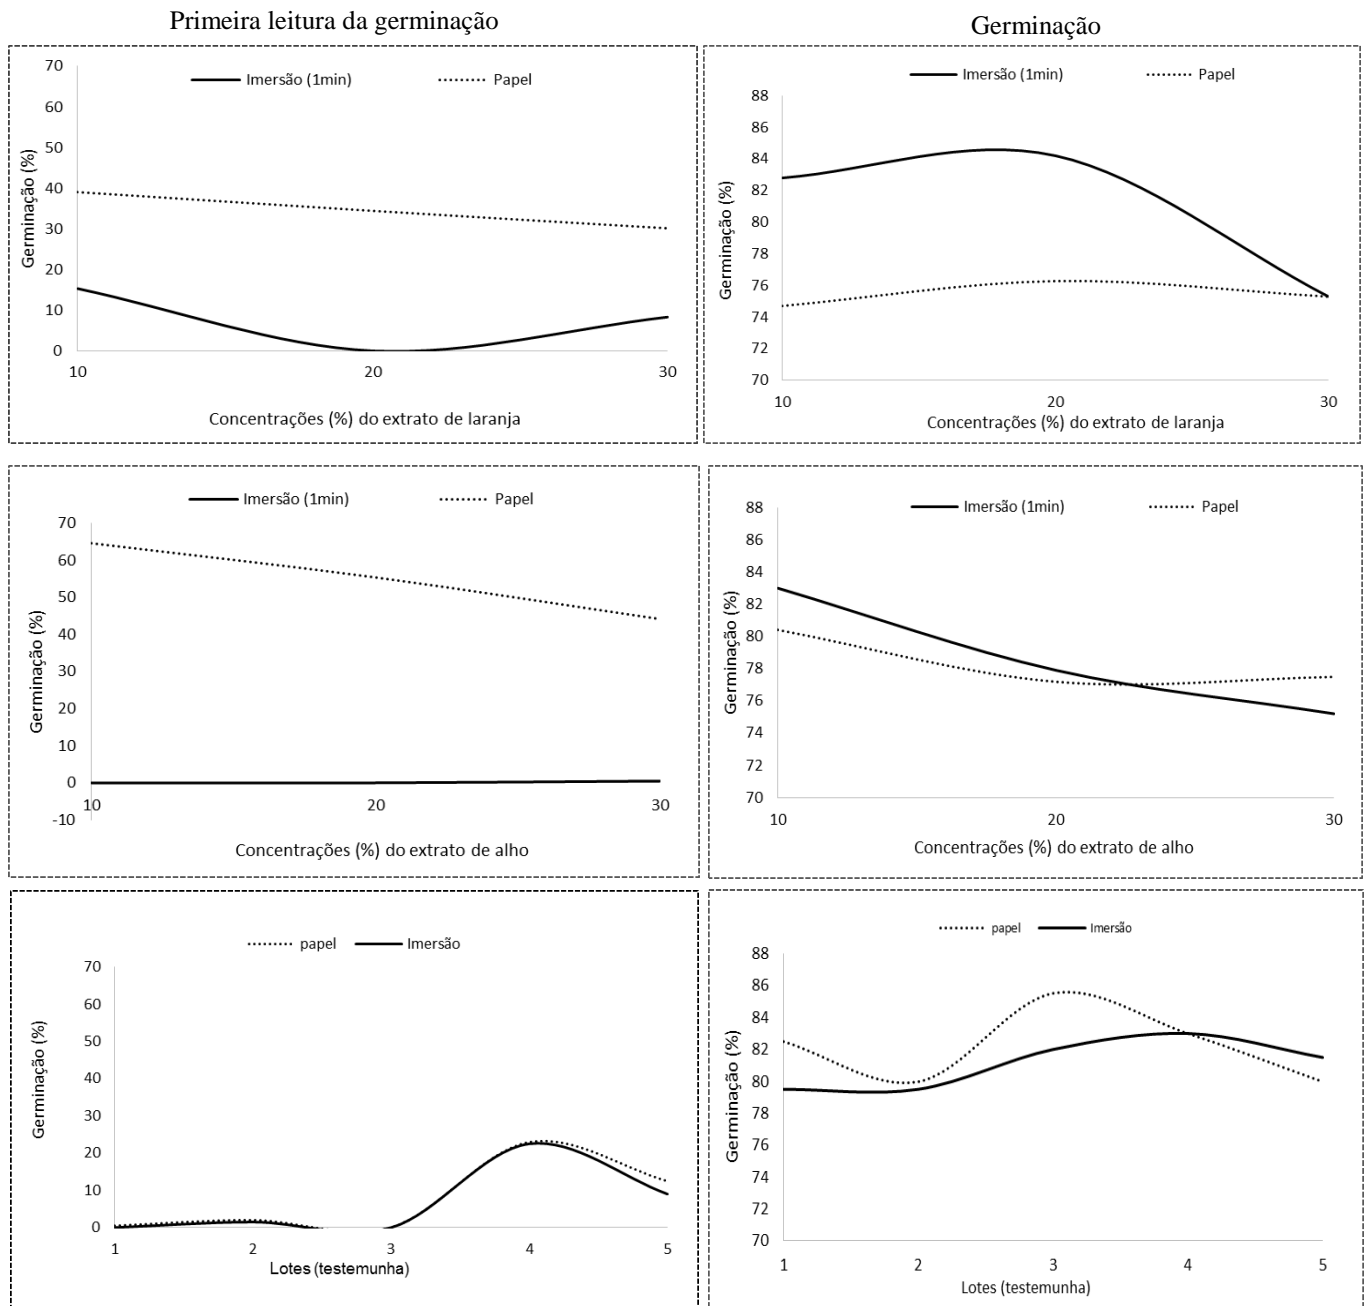 Primeira leitura da germinação
Germinação
Imersão (1min) Papel
Germinação (%)
70
60
50
40
30
20
10
0
10 20 30
Concentrações (%) do extrato de laranja
Imersão (1min) Papel
Germinação (%)
88
86
84
82
80
78
76
74
72
70
10 20 30
Concentrações (%) do extrato de laranja
Imersão (1min) Papel
Germinação (%)
70
60
50
40
30
20
10
0
-10
10 20 30
Concentrações (%) do extrato de alho
Imersão (1min) Papel
Germinação (%)
88
86
84
82
80
78
76
74
72
70
10 20 30
Concentrações (%) do extrato de alho
papel Imersão
Germinação (%)
70
60
50
40
30
20
10
0
1 2 3 4 5
Lotes (testemunha)
papel Imersão
Germinação (%)
88
86
84
82
80
78
76
74
72
70
1 2 3 4 5
Lotes (testemunha)